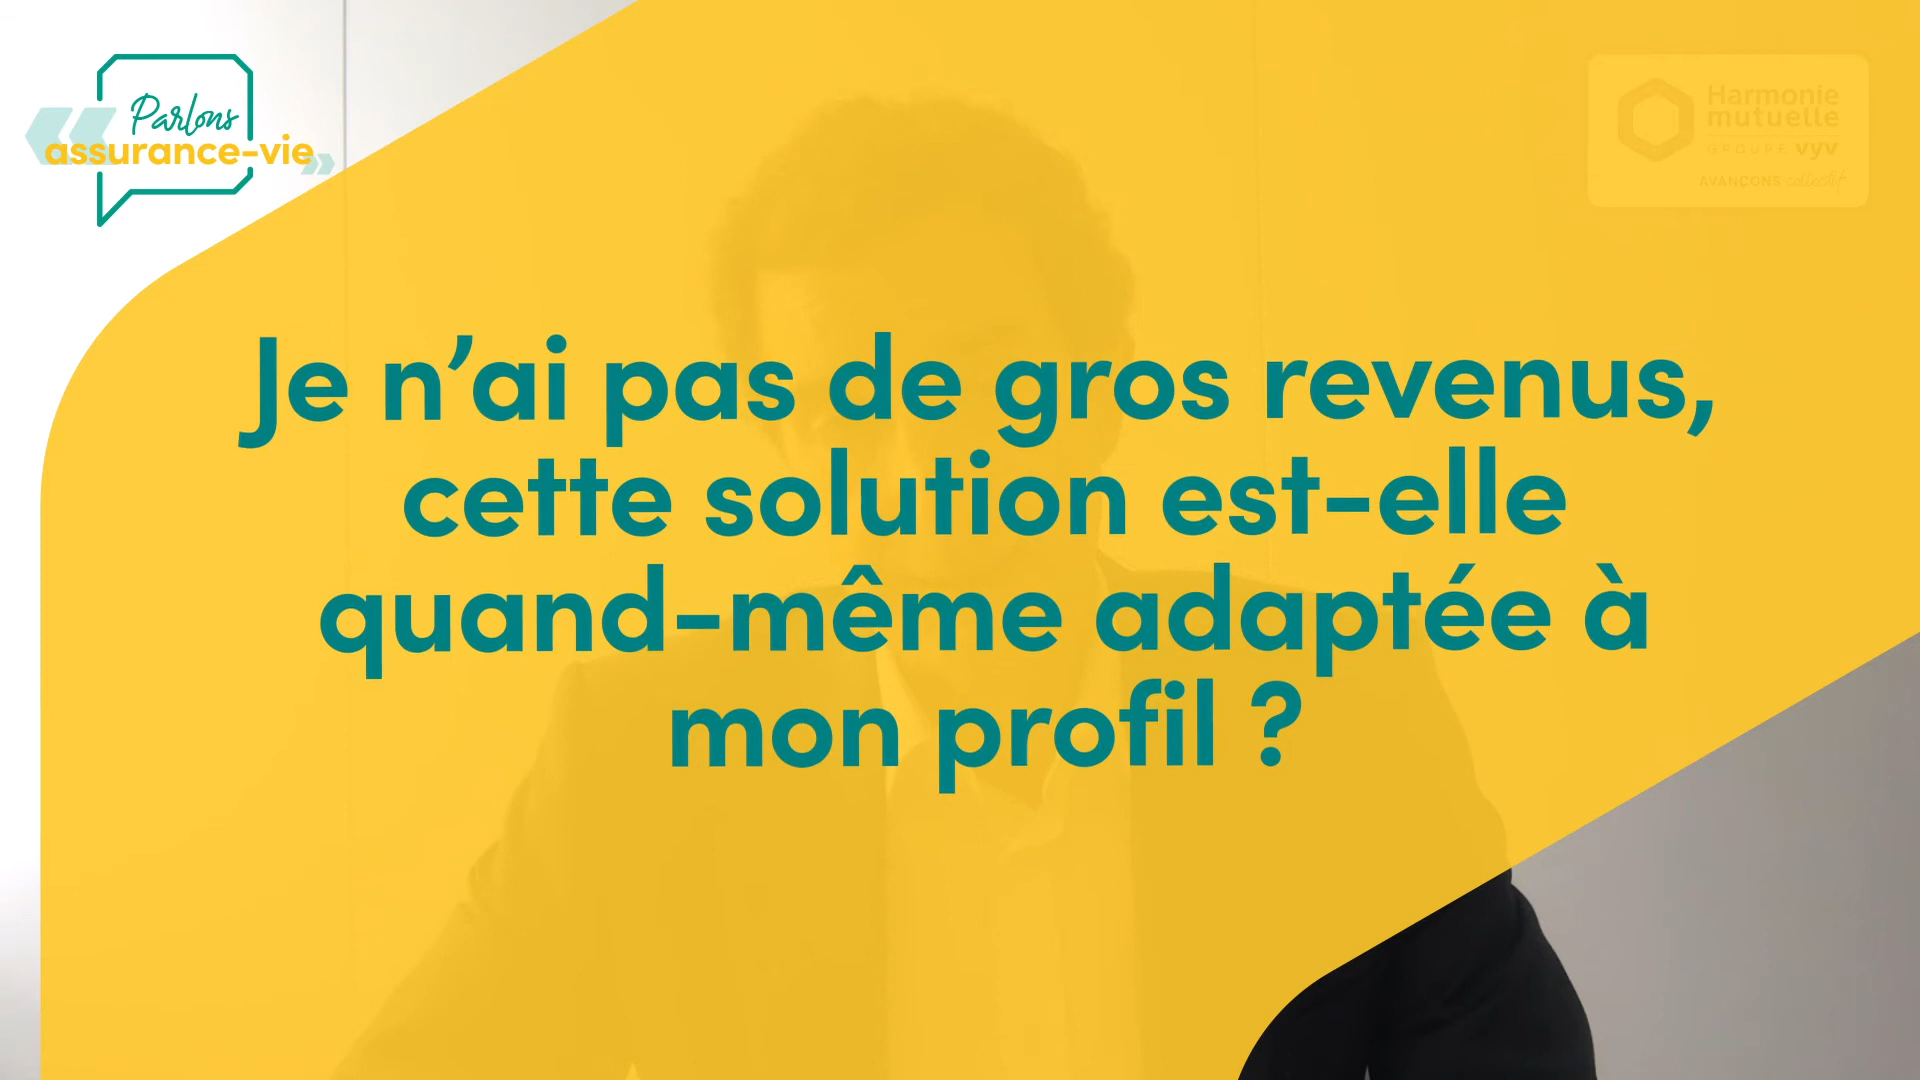 Parlons
assurance-vie
Harmonie
mutuelle
GROUPE vyv
AVANÇONS collectif
Je n’ai pas de gros revenus,
cette solution est-elle
quand-même adaptée à
mon profil ?